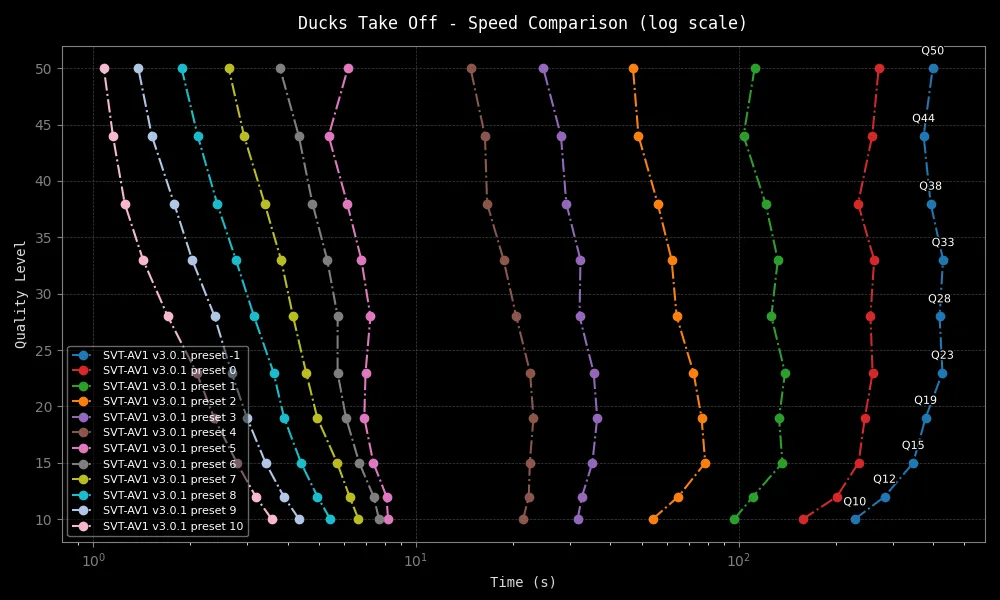 Ducks Take Off - Speed Comparison (log scale)
Q50
50
45
Q44
40
Q38
35
Q33
30
Q28
25
Q23
20
Q19
15
Q15
Q12
10
Q10
Quality Level
SVT-AV1 v3.0.1 preset -1
SVT-AV1 v3.0.1 preset 0
SVT-AV1 v3.0.1 preset 1
SVT-AV1 v3.0.1 preset 2
SVT-AV1 v3.0.1 preset 3
SVT-AV1 v3.0.1 preset 4
SVT-AV1 v3.0.1 preset 5
SVT-AV1 v3.0.1 preset 6
SVT-AV1 v3.0.1 preset 7
SVT-AV1 v3.0.1 preset 8
SVT-AV1 v3.0.1 preset 9
SVT-AV1 v3.0.1 preset 10
10⁰ 10¹ 10²
Time (s)